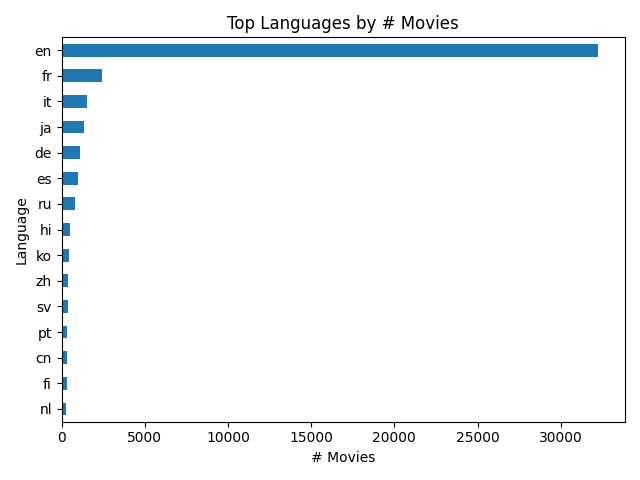 Top Languages by # Movies
Language
en
fr
it
ja
de
es
ru
hi
ko
zh
sv
pt
cn
fi
nl
0 5000 10000 15000 20000 25000 30000
# Movies